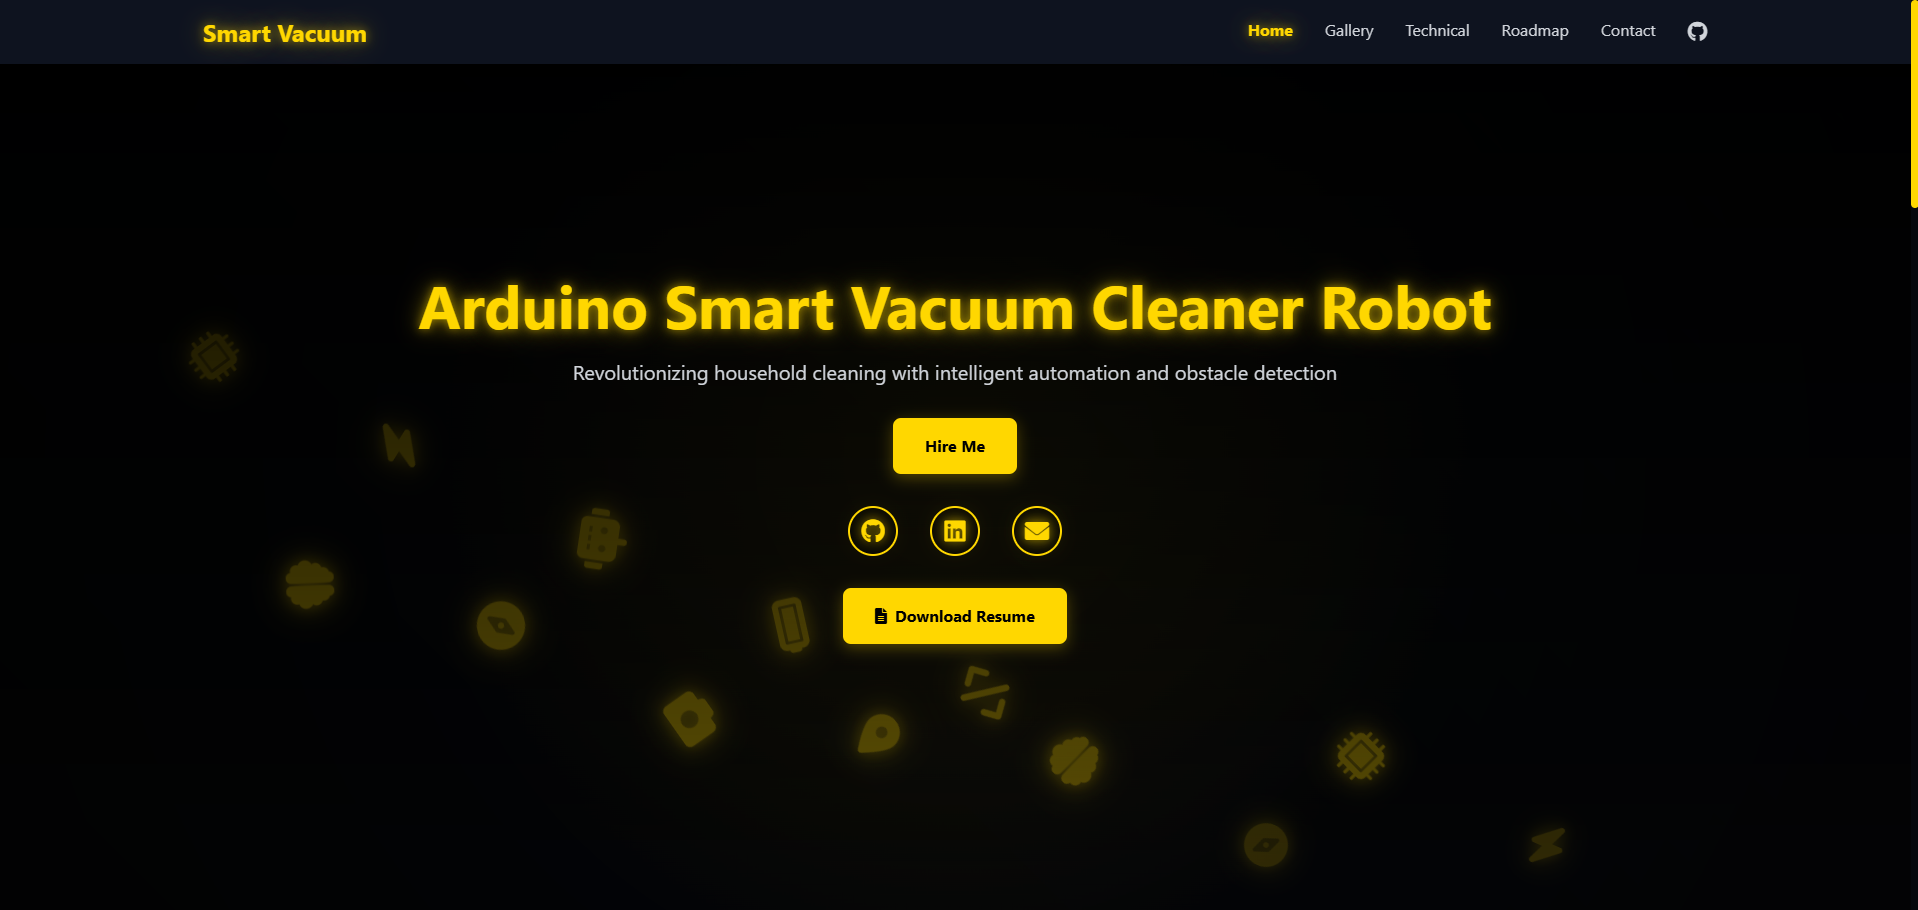 Smart Vacuum
Home Gallery Technical Roadmap Contact
Arduino Smart Vacuum Cleaner Robot
Revolutionizing household cleaning with intelligent automation and obstacle detection
Hire Me
in
Download Resume